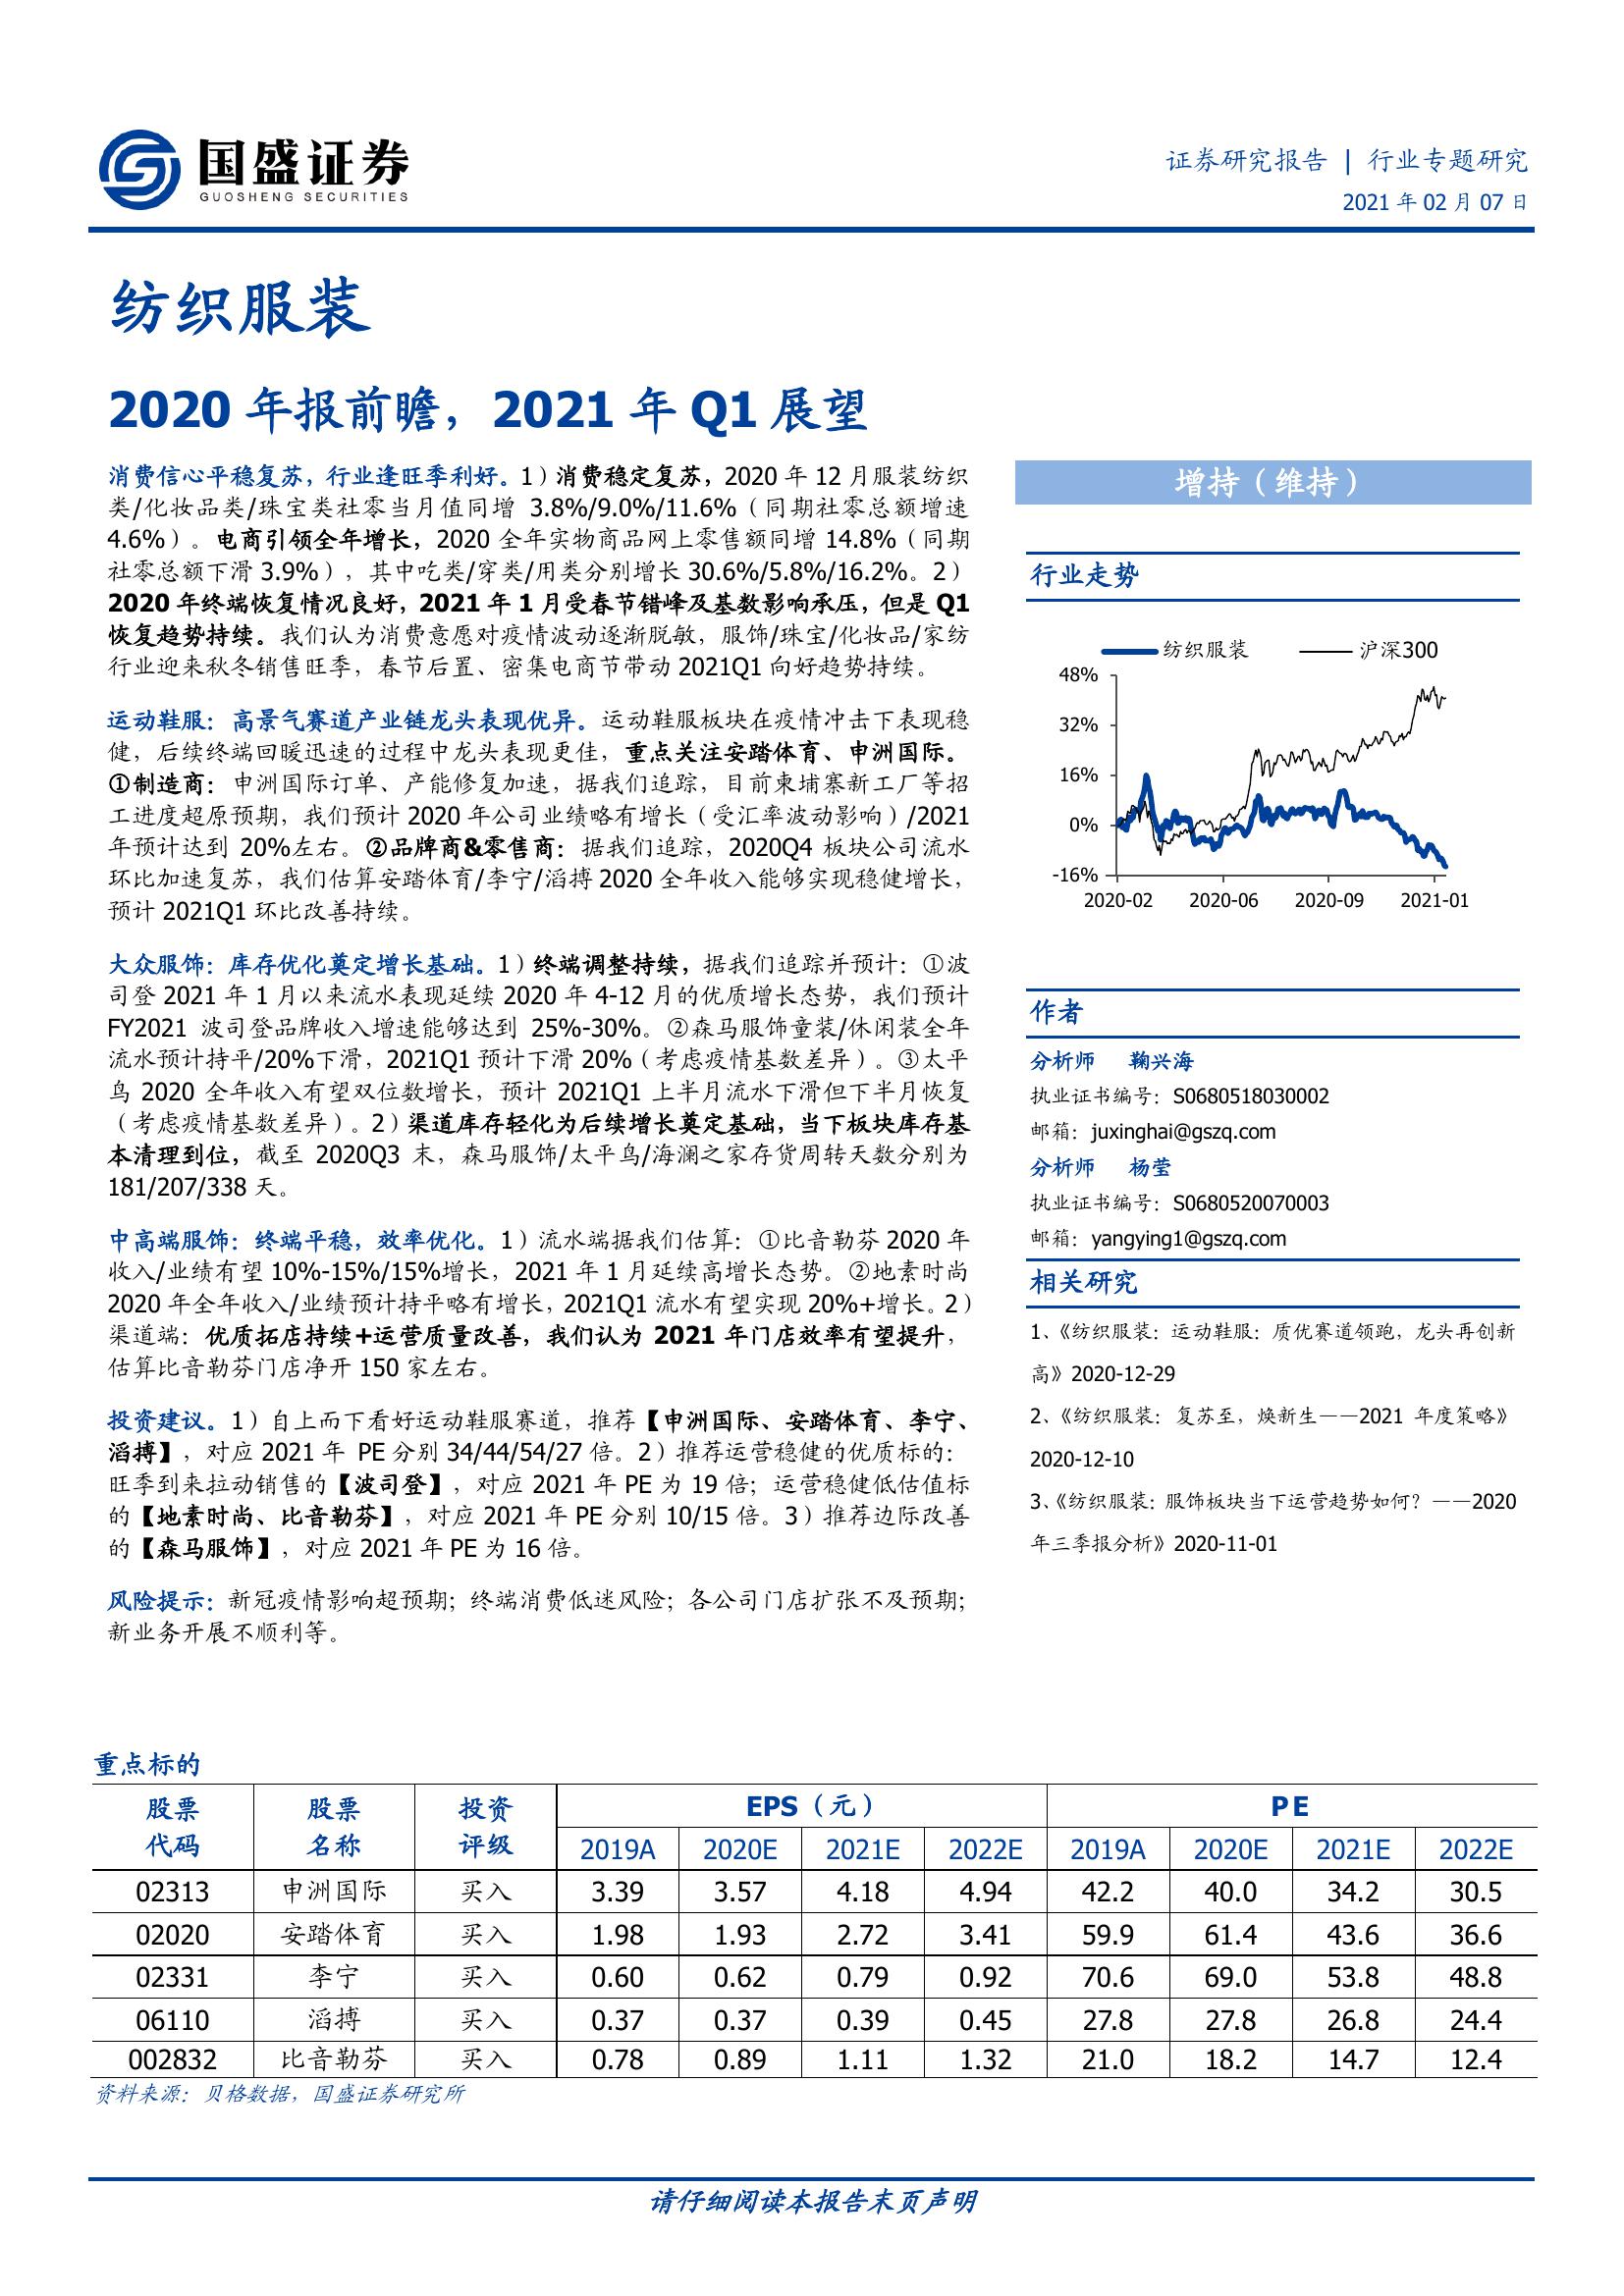 国盛证券
GUOSHENG SECURITIES
证券研究报告 | 行业专题研究
2021 年 02 月 07 日
纺织服装
2020 年报前瞻，2021 年 Q1 展望
消费信心平稳复苏，行业逢旺季利好。1）消费稳定复苏，2020 年 12 月服装纺织
类/化妆品类/珠宝类社零当月值同增 3.8%/9.0%/11.6%（同期社零总额增速
4.6%）。电商引领全年增长，2020 全年实物商品网上零售额同增 14.8%（同期
社零总额下滑 3.9%），其中吃类/穿类/用类分别增长 30.6%/5.8%/16.2%。2）
2020 年终端恢复情况良好，2021 年 1 月受春节错峰及基数影响承压，但是 Q1
恢复趋势持续。我们认为消费意愿对疫情波动逐渐脱敏，服饰/珠宝/化妆品/家纺
行业迎来秋冬销售旺季，春节后置、密集电商节带动 2021Q1 向好趋势持续。
运动鞋服：高景气赛道产业链龙头表现优异。运动鞋服板块在疫情冲击下表现稳
健，后续终端回暖迅速的过程中龙头表现更佳，重点关注安踏体育、申洲国际。
①制造商：申洲国际订单、产能修复加速，据我们追踪，目前柬埔寨新工厂等招
工进度超原预期，我们预计 2020 年公司业绩略有增长（受汇率波动影响）/2021
年预计达到 20%左右。②品牌商&零售商：据我们追踪，2020Q4 板块公司流水
环比加速复苏，我们估算安踏体育/李宁/滔搏 2020 全年收入能够实现稳健增长，
预计 2021Q1 环比改善持续。
大众服饰：库存优化奠定增长基础。1）终端调整持续，据我们追踪并预计：①波
司登 2021 年 1 月以来流水表现延续 2020 年 4-12 月的优质增长态势，我们预计
FY2021 波司登品牌收入增速能够达到 25%-30%。②森马服饰童装/休闲装全年
流水预计持平/20%下滑，2021Q1 预计下滑 20%（考虑疫情基数差异）。③太平
鸟 2020 全年收入有望双位数增长，预计 2021Q1 上半月流水下滑但下半月恢复
（考虑疫情基数差异）。2）渠道库存轻化为后续增长奠定基础，当下板块库存基
本清理到位，截至 2020Q3 末，森马服饰/太平鸟/海澜之家存货周转天数分别为
181/207/338 天。
中高端服饰：终端平稳，效率优化。1）流水端据我们估算：①比音勒芬 2020 年
收入/业绩有望 10%-15%/15%增长，2021 年 1 月延续高增长态势。②地素时尚
2020 年全年收入/业绩预计持平略有增长，2021Q1 流水有望实现 20%+增长。2）
渠道端：优质拓店持续+运营质量改善，我们认为 2021 年门店效率有望提升，
估算比音勒芬门店净开 150 家左右。
投资建议。1）自上而下看好运动鞋服赛道，推荐【申洲国际、安踏体育、李宁、
滔搏】，对应 2021 年 PE 分别 34/44/54/27 倍。2）推荐运营稳健的优质标的：
旺季到来拉动销售的【波司登】，对应 2021 年 PE 为 19 倍；运营稳健低估值标
的【地素时尚、比音勒芬】，对应 2021 年 PE 分别 10/15 倍。3）推荐边际改善
的【森马服饰】，对应 2021 年 PE 为 16 倍。
风险提示：新冠疫情影响超预期；终端消费低迷风险；各公司门店扩张不及预期；
新业务开展不顺利等。
增持（维持）
行业走势
纺织服装 沪深300
48%
32%
16%
0%
-16%
2020-02 2020-06 2020-09 2021-01
作者
分析师 鞠兴海
执业证书编号：S0680518030002
邮箱：juxinghai@gszq.com
分析师 杨莹
执业证书编号：S0680520070003
邮箱：yangying1@gszq.com
相关研究
1、《纺织服装：运动鞋服：质优赛道领跑，龙头再创新
高》2020-12-29
2、《纺织服装：复苏至，焕新生——2021 年度策略》
2020-12-10
3、《纺织服装：服饰板块当下运营趋势如何？——2020
年三季报分析》2020-11-01
重点标的
股票代码 股票名称 投资评级 EPS（元） PE
2019A 2020E 2021E 2022E 2019A 2020E 2021E 2022E
02313 申洲国际 买入 3.39 3.57 4.18 4.94 42.2 40.0 34.2 30.5
02020 安踏体育 买入 1.98 1.93 2.72 3.41 59.9 61.4 43.6 36.6
02331 李宁 买入 0.60 0.62 0.79 0.92 70.6 69.0 53.8 48.8
06110 滔搏 买入 0.37 0.37 0.39 0.45 27.8 27.8 26.8 24.4
002832 比音勒芬 买入 0.78 0.89 1.11 1.32 21.0 18.2 14.7 12.4
资料来源：贝格数据，国盛证券研究所
请仔细阅读本报告末页声明